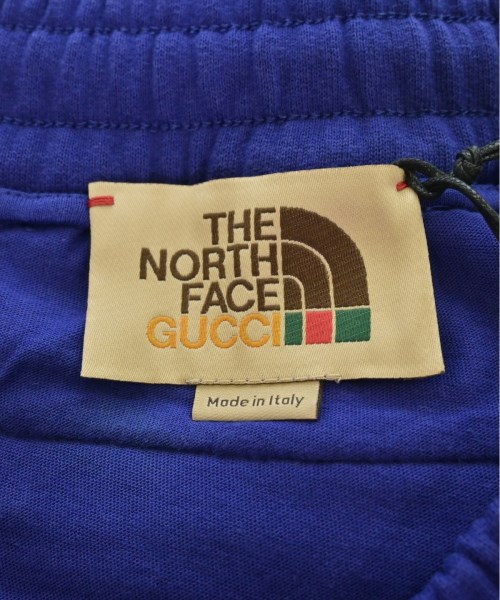 THE
NORTH
FACE
GUCCI
Made in Italy